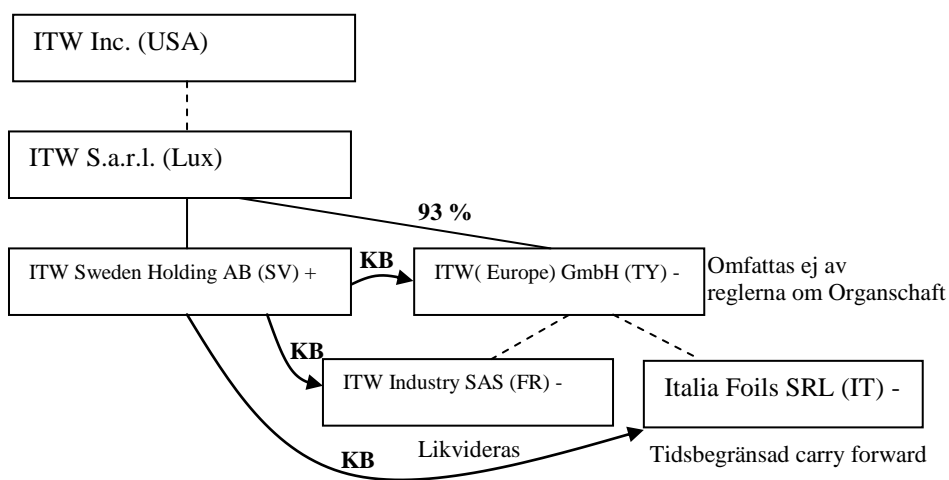 ITW Inc. (USA)
ITW S.a.r.l. (Lux)
93 %
ITW Sweden Holding AB (SV) +
KB
ITW( Europe) GmbH (TY) -
Omfattas ej av
reglerna om Organschaft
KB
ITW Industry SAS (FR) -
Italia Foils SRL (IT) -
KB
Likvideras
Tidsbegränsad carry forward